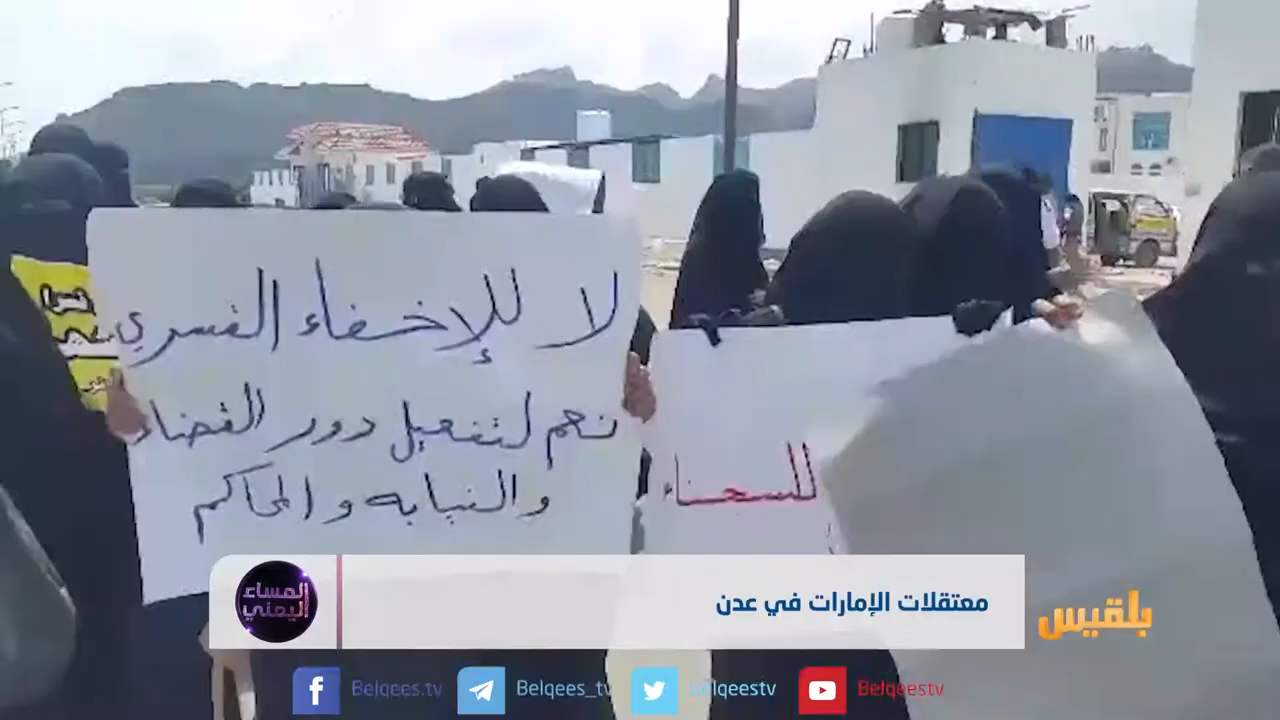 لا للإخفاء القسري
نعم لتفعيل دور القضاء
والنيابه والمحاكم
للسجناء
المساء
اليمني
معتقلات الإمارات في عدن
بلقيس
Belqees.tv
Belqees_tv
belqeestv
Belqeestv